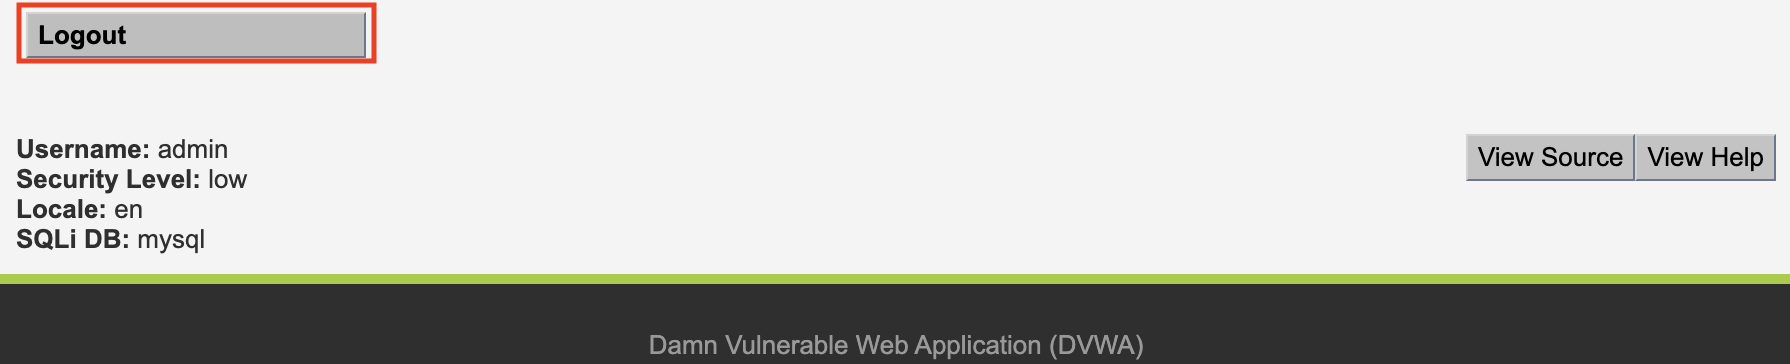 Logout
Username: admin
Security Level: low
Locale: en
SQLi DB: mysql
View Source View Help
Damn Vulnerable Web Application (DVWA)